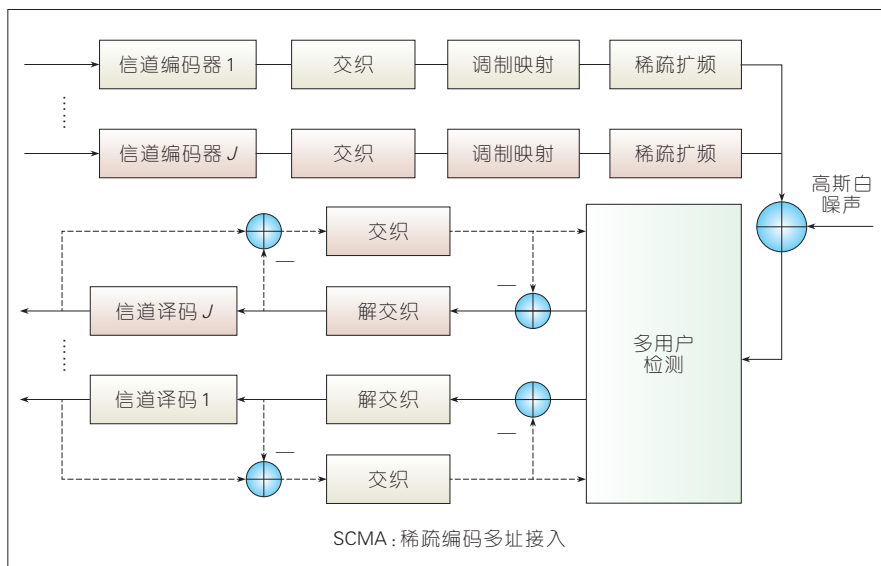 信道编码器 1
交织
调制映射
稀疏扩频
……
信道编码器 J
交织
调制映射
稀疏扩频
高斯白
噪声
交织
—
—
信道译码 J
解交织
多用户
检测
……
信道译码 1
解交织
—
—
交织
SCMA:稀疏编码多址接入